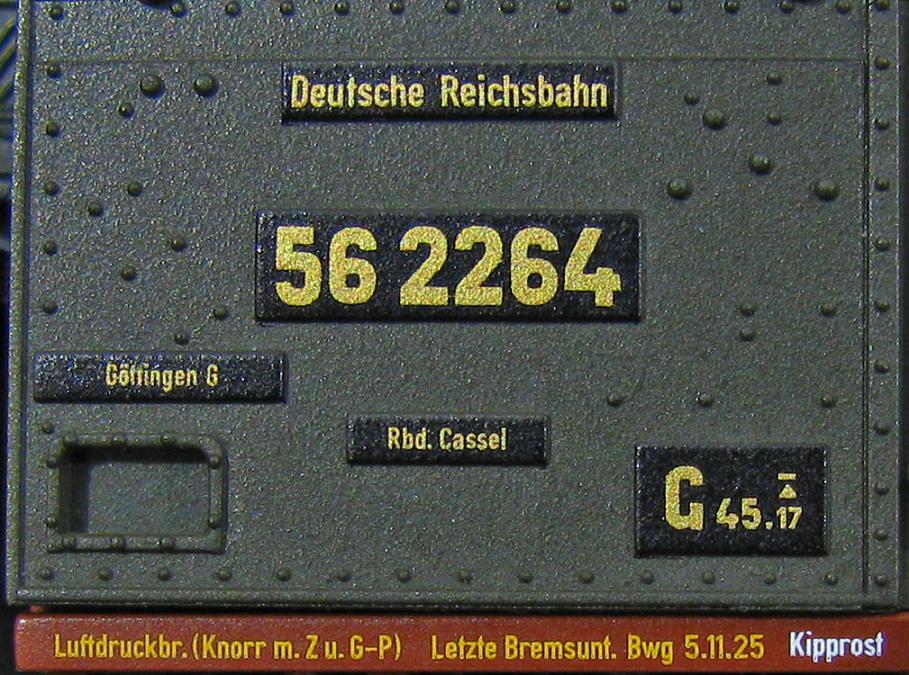 Deutsche Reichsbahn
56 2264
Göttingen G
Rbd. Cassel
G 45.17
Luftdruckbr. (Knorr m. Z u. G-P) Letzte Bremsunt. Bwg 5.11.25 Kipprost